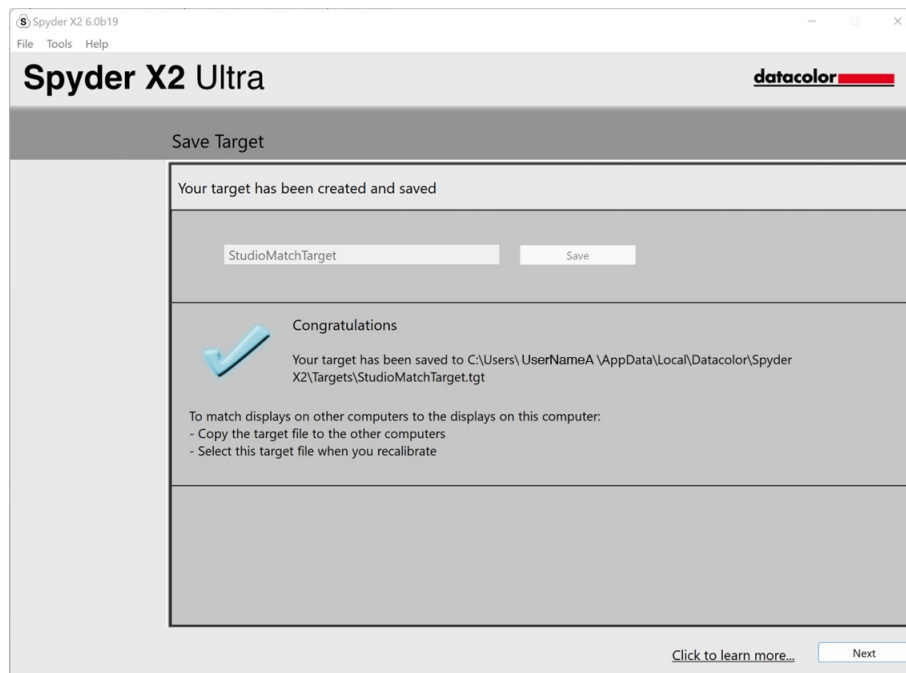 Spyder X2 6.0b19
File Tools Help
Spyder X2 Ultra
datacolor
Save Target
Your target has been created and saved
StudioMatchTarget
Save
Congratulations
Your target has been saved to C:\Users\ UserNameA \AppData\Local\Datacolor\Spyder
X2\Targets\StudioMatchTarget.tgt
To match displays on other computers to the displays on this computer:
- Copy the target file to the other computers
- Select this target file when you recalibrate
Click to learn more...
Next